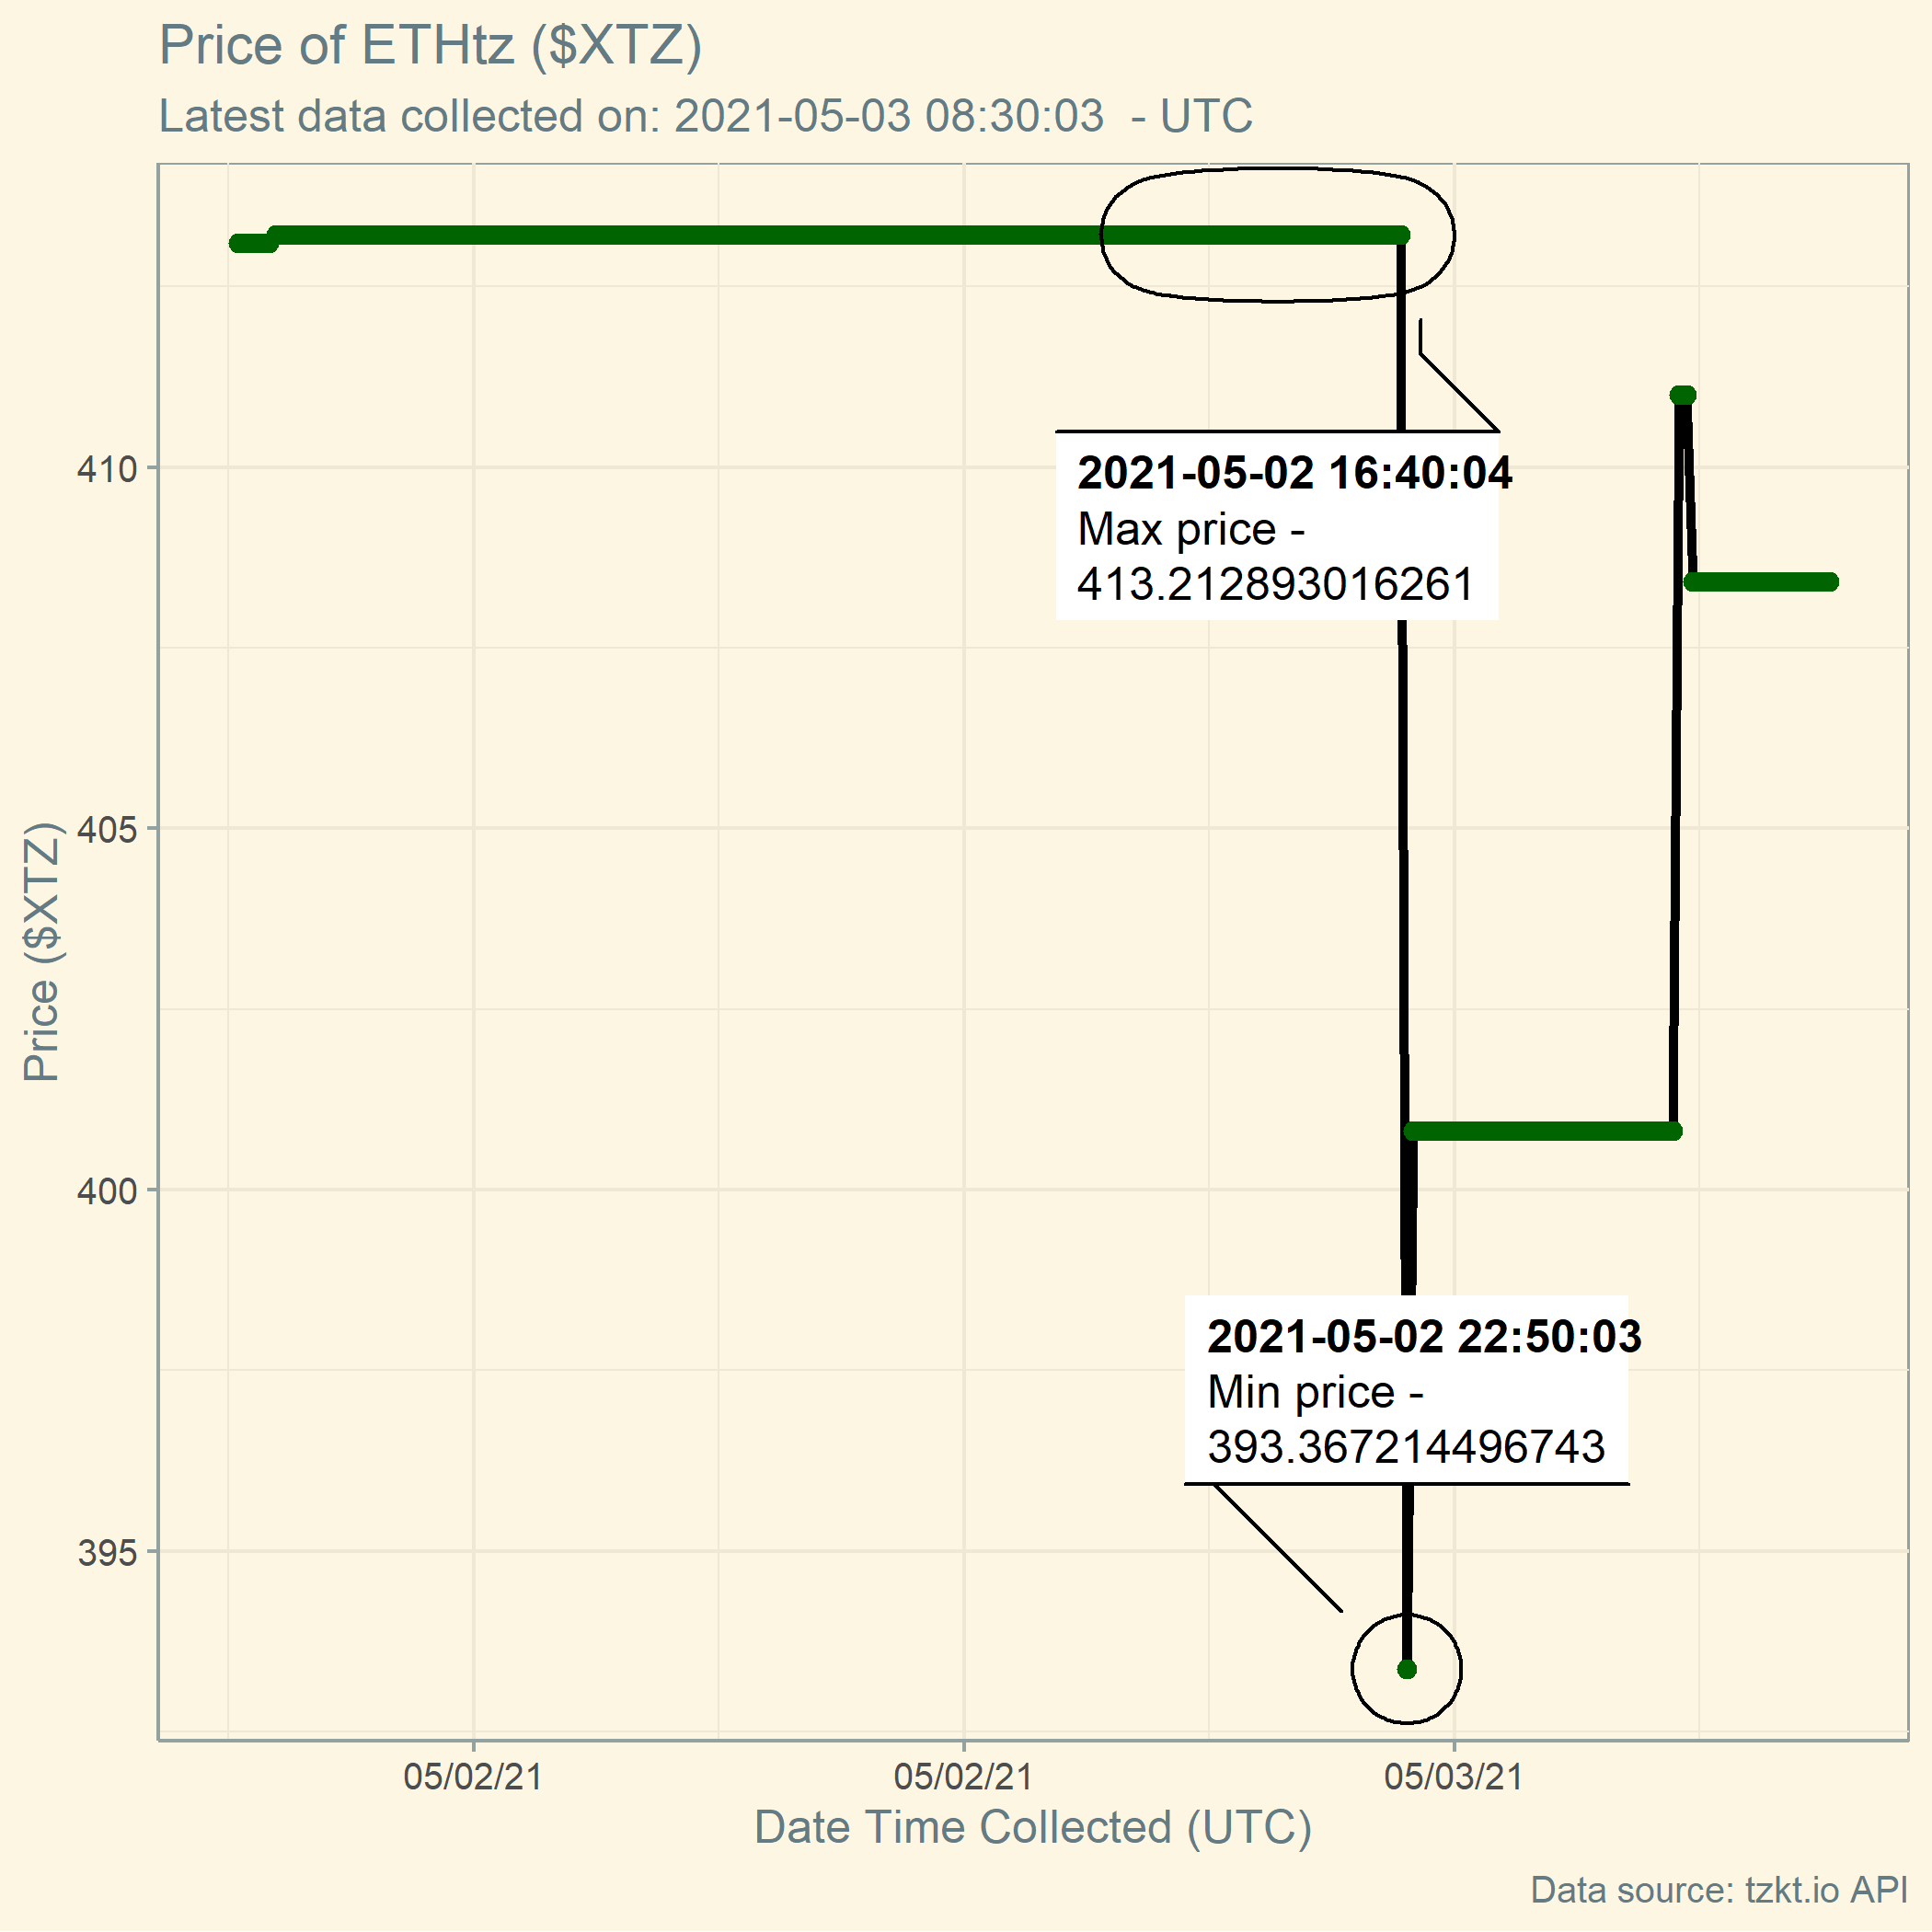 Price of ETHtz ($XTZ)
Latest data collected on: 2021-05-03 08:30:03  - UTC
Price ($XTZ)
410
405
400
395
2021-05-02 16:40:04
Max price -
413.212893016261
2021-05-02 22:50:03
Min price -
393.367214496743
05/02/21
05/02/21
05/03/21
Date Time Collected (UTC)
Data source: tzkt.io API